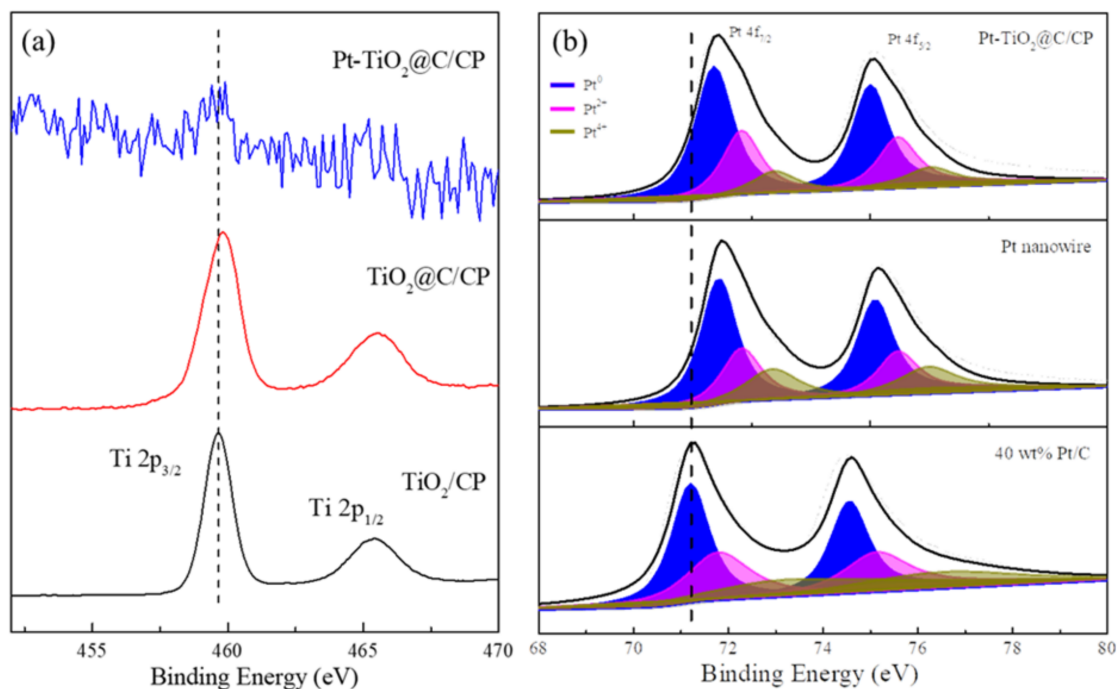 (a)
Pt-TiO₂@C/CP
TiO₂@C/CP
Ti 2p₃/₂
TiO₂/CP
Ti 2p₁/₂
455 460 465 470
Binding Energy (eV)
(b)
Pt 4f₇/₂
Pt 4f₅/₂
Pt-TiO₂@C/CP
Pt⁰
Pt²⁺
Pt⁴⁺
Pt nanowire
40 wt% Pt/C
68 70 72 74 76 78 80
Binding Energy (eV)